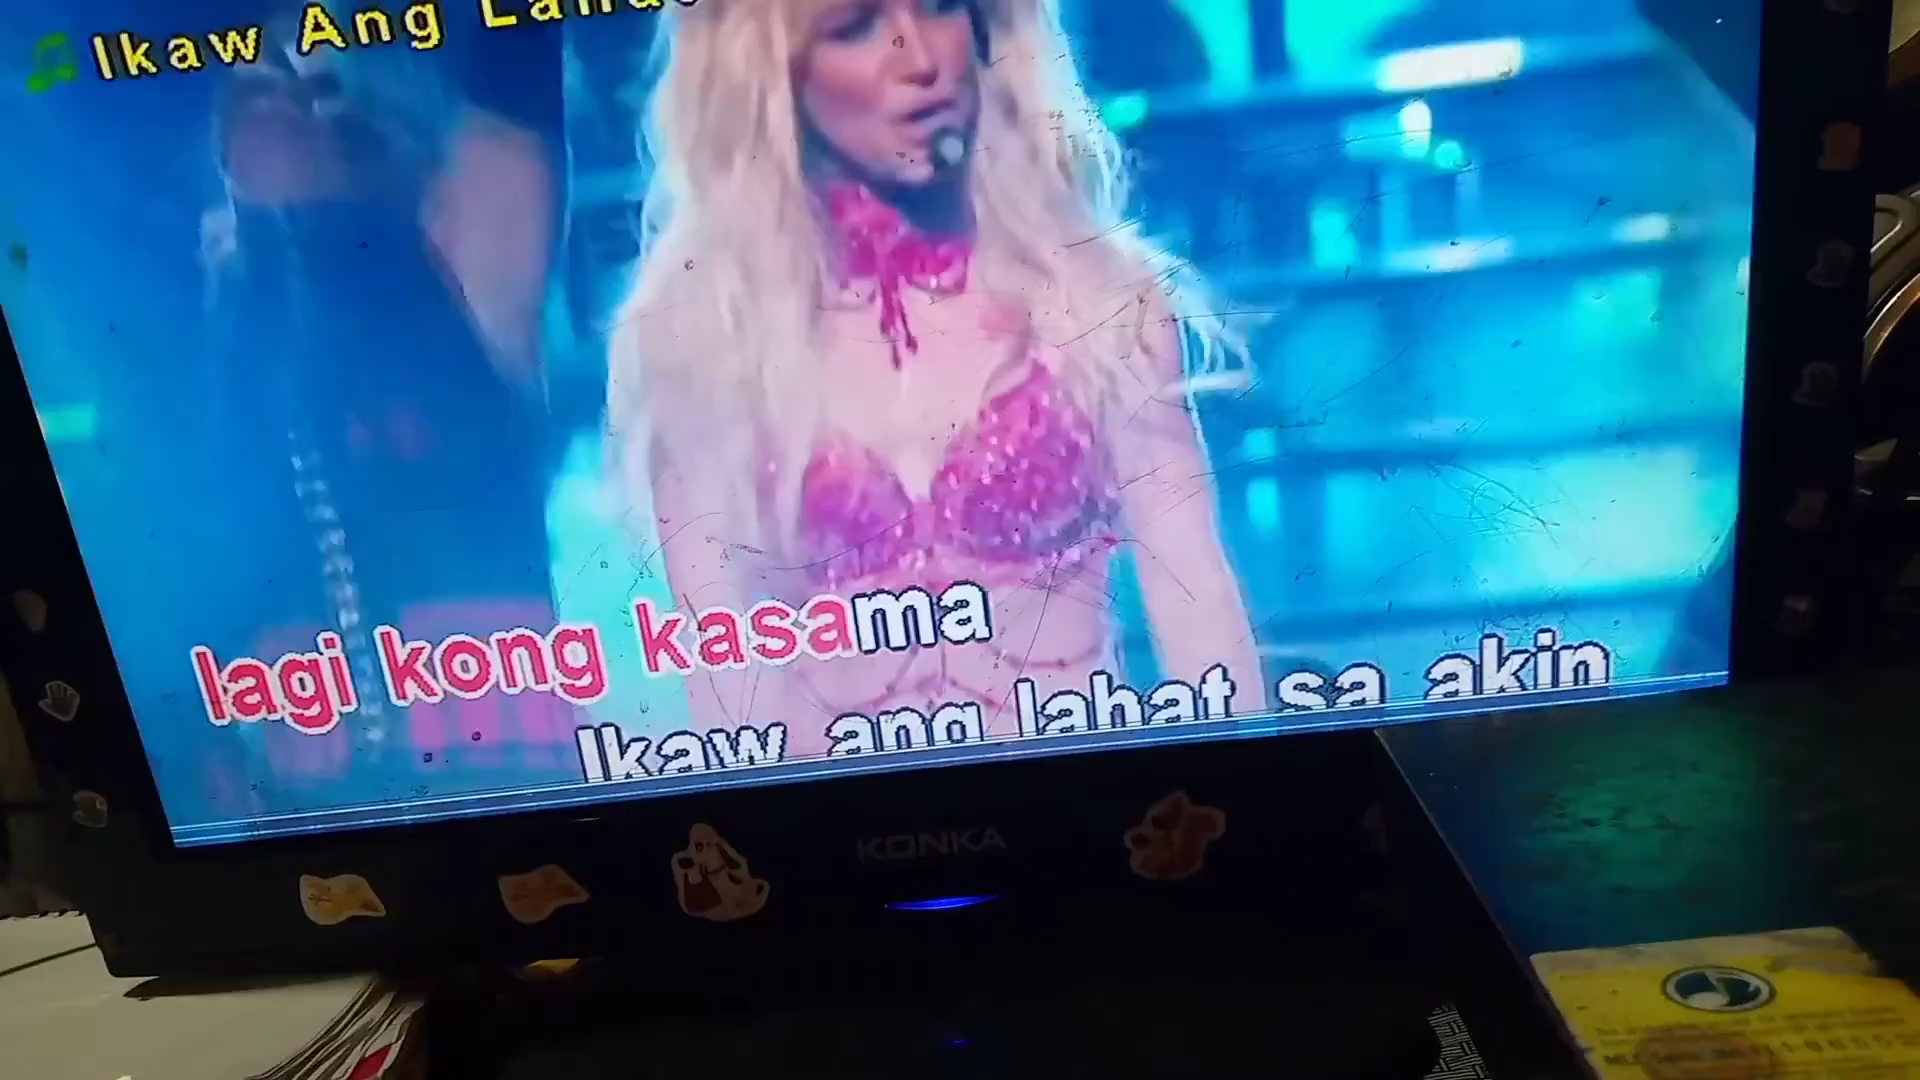 Ikaw Ang
lagi kong kasama
Ikaw ang lahat sa akin
KONKA